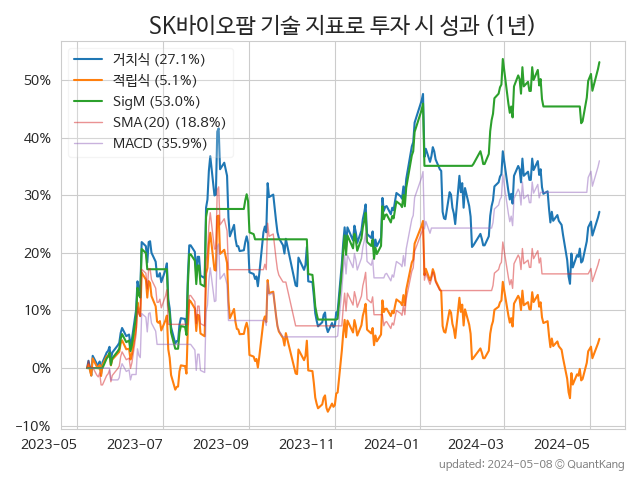 SK바이오팜 기술 지표로 투자 시 성과 (1년)
거치식 (27.1%)
적립식 (5.1%)
SigM (53.0%)
SMA(20) (18.8%)
MACD (35.9%)
50%
40%
30%
20%
10%
0%
−10%
2023-05 2023-07 2023-09 2023-11 2024-01 2024-03 2024-05
updated: 2024-05-08 © QuantKang